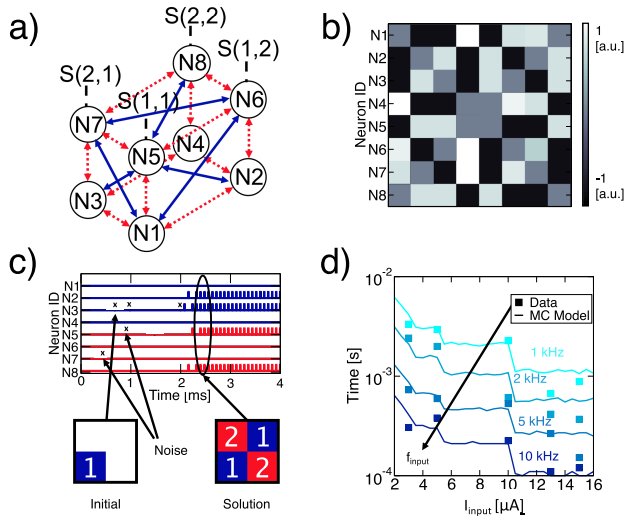 a)
S(2,2)
N8
S(1,2)
S(2,1)
S(1,1)
N6
N7
N4
N5
N2
N3
N1
b)
Neuron ID
N1
N2
N3
N4
N5
N6
N7
N8
1
[a.u.]
-1
[a.u.]
c)
Neuron ID
N1
N2
N3
N4
N5
N6
N7
N8
x x x
x
x
0 1 2 3 4
Time [ms]
Noise
1
2 1
1 2
Initial
Solution
d)
Time [s]
10-2
10-3
10-4
Data
MC Model
1 kHz
2 kHz
5 kHz
10 kHz
finput
2 4 6 8 10 12 14 16
Iinput [µA]